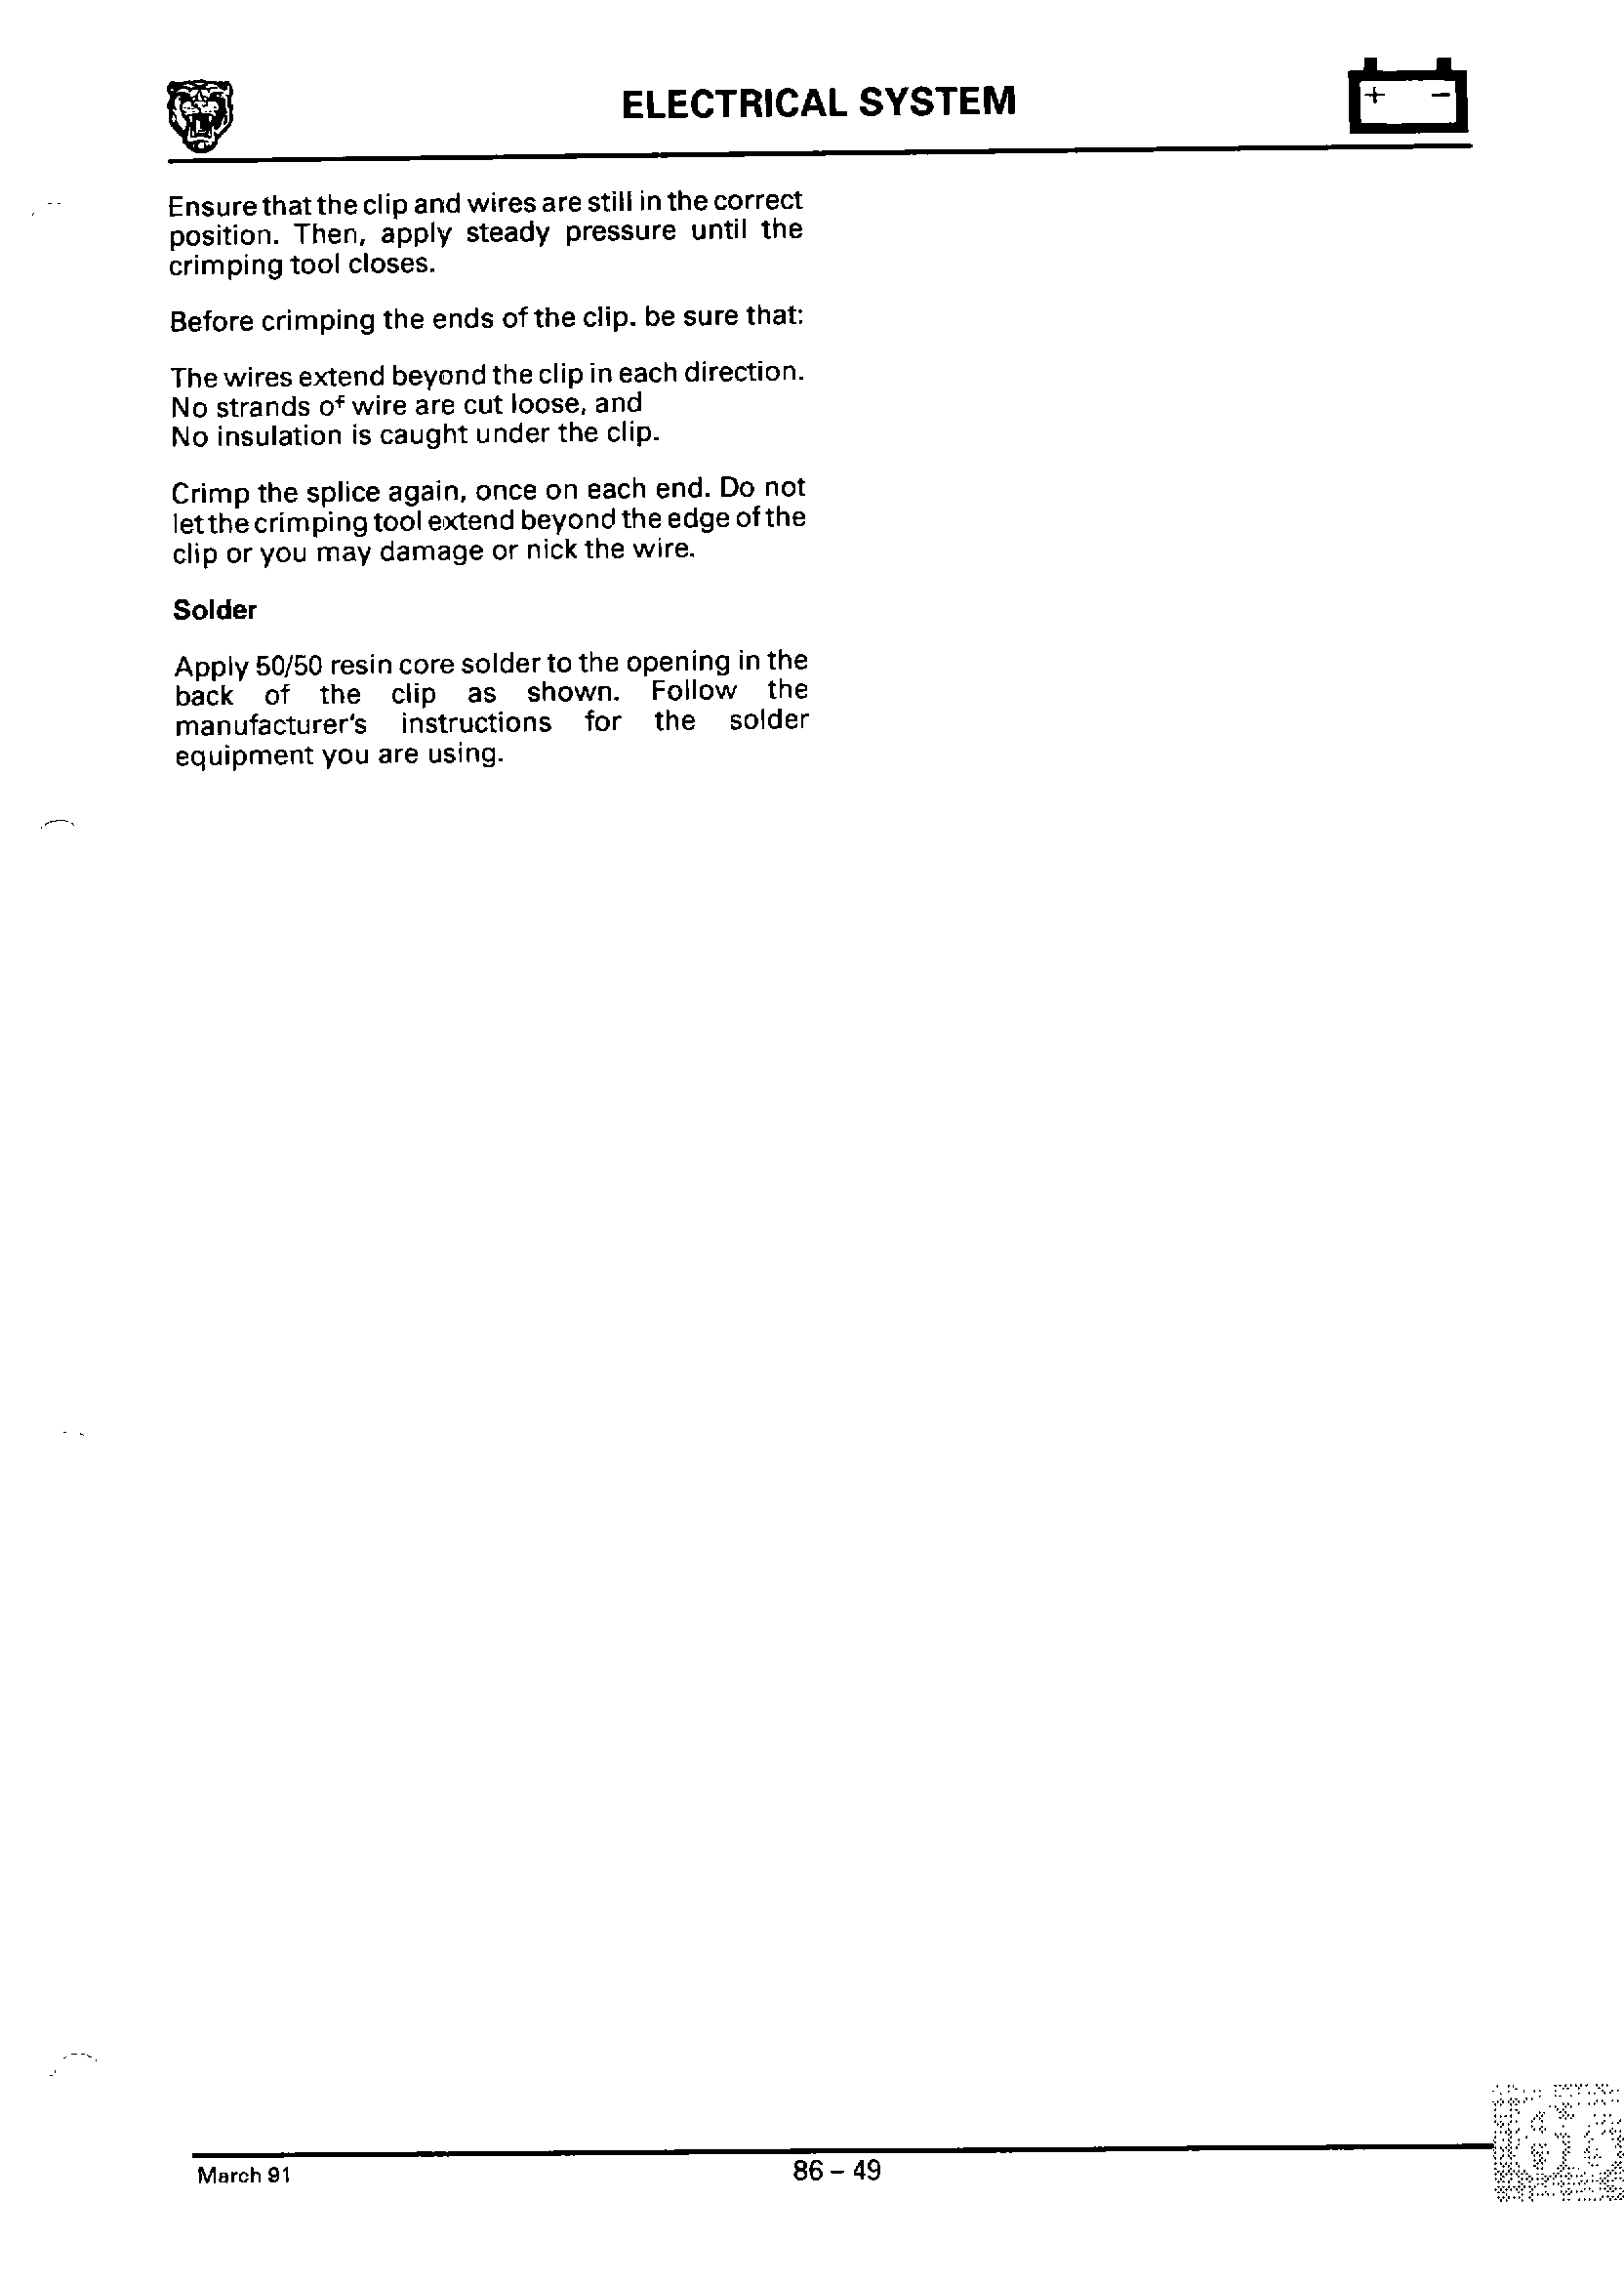 ELECTRICAL SYSTEM
+ −
Ensure that the clip and wires are still in the correct
position. Then, apply steady pressure until the
crimping tool closes.
Before crimping the ends of the clip. be sure that:
The wires extend beyond the clip in each direction.
No strands of wire are cut loose, and
No insulation is caught under the clip.
Crimp the splice again, once on each end. Do not
let the crimping tool extend beyond the edge of the
clip or you may damage or nick the wire.
Solder
Apply 50/50 resin core solder to the opening in the
back of the clip as shown. Follow the
manufacturer's instructions for the solder
equipment you are using.
March 91
86 – 49